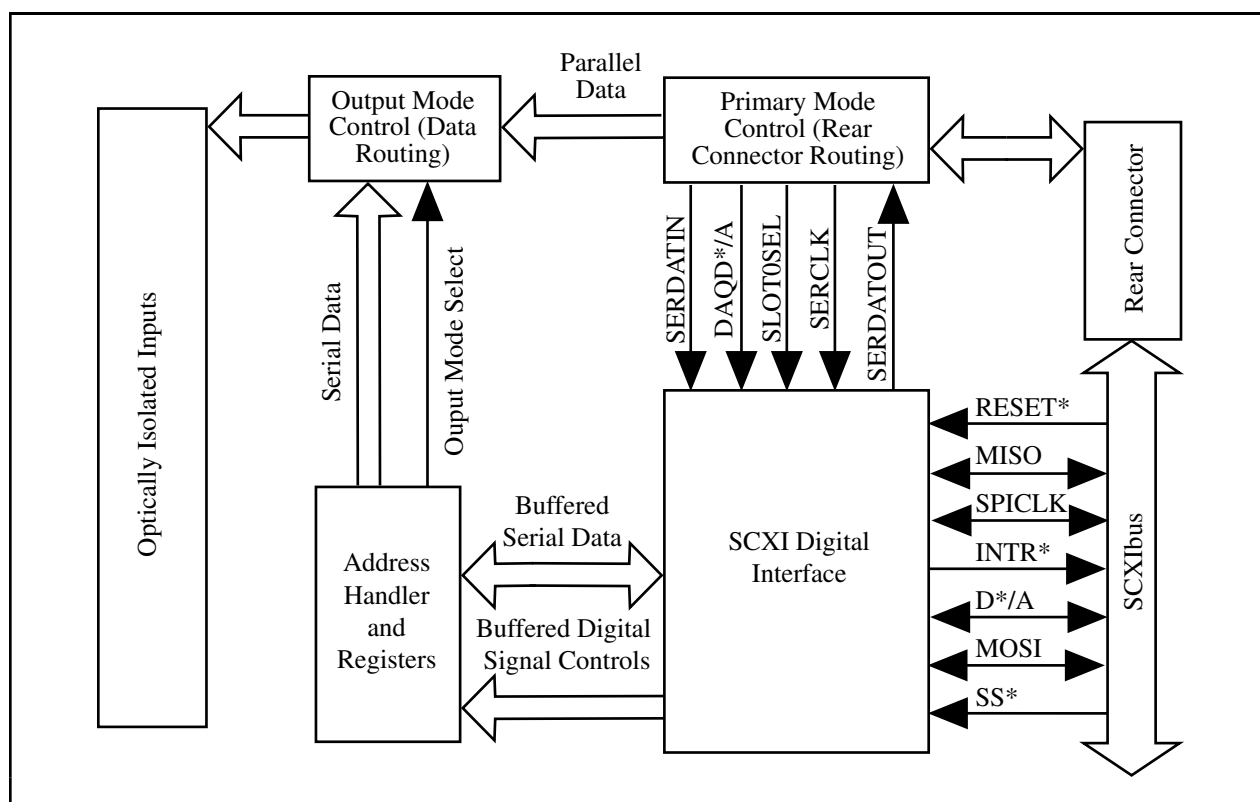 Parallel
Data
Output Mode
Control (Data
Routing)
Primary Mode
Control (Rear
Connector Routing)
Rear Connector
Optically Isolated Inputs
Serial Data
Ouput Mode Select
SERDATIN
DAQD*/A
SLOT0SEL
SERCLK
SERDATOUT
RESET*
MISO
SPICLK
INTR*
D*/A
MOSI
SS*
SCXIbus
Buffered
Serial Data
SCXI Digital
Interface
Address
Handler
and
Registers
Buffered Digital
Signal Controls